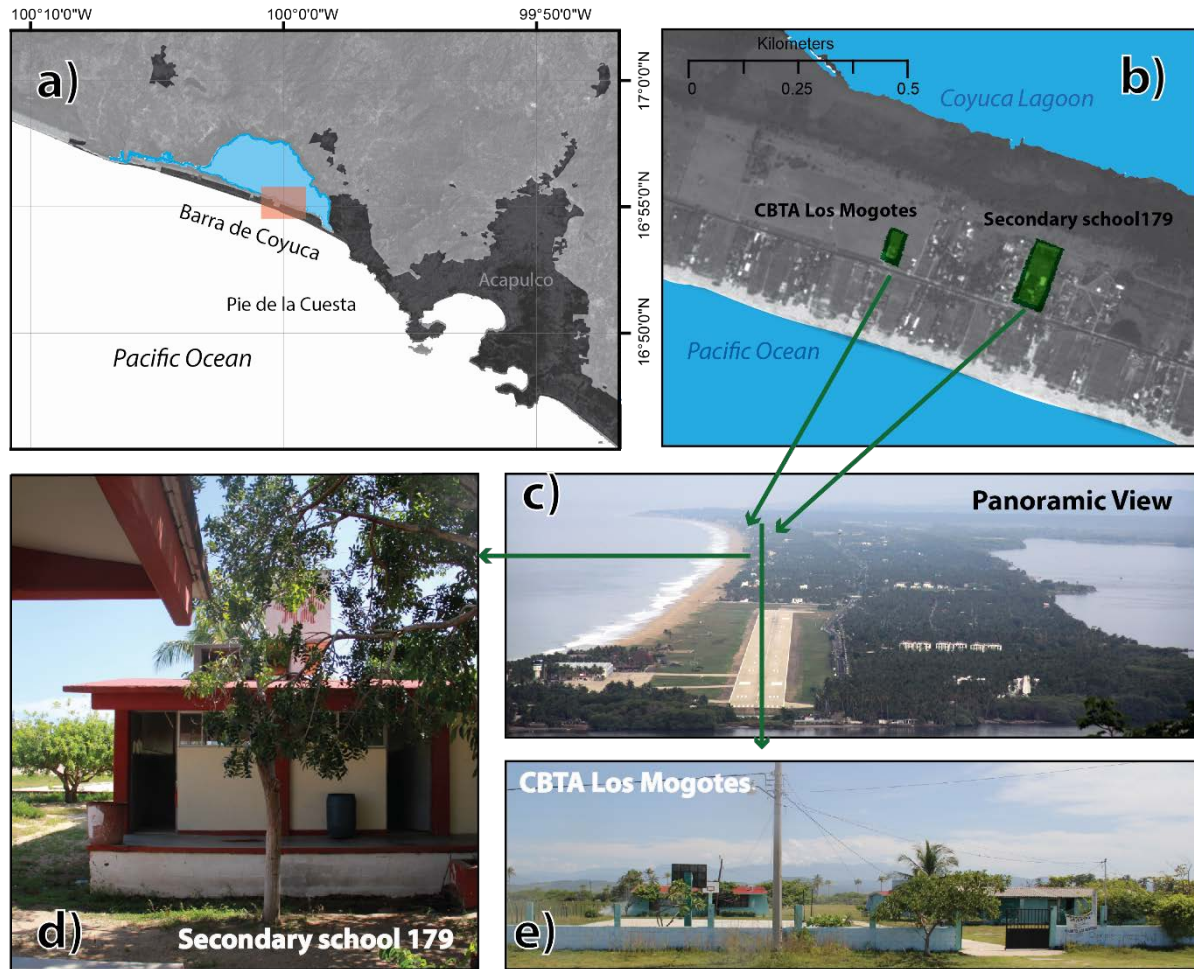 100°10'0"W
100°0'0"W
99°50'0"W
a)
17°0'0"N
16°55'0"N
16°50'0"N
Barra de Coyuca
Acapulco
Pie de la Cuesta
Pacific Ocean
Kilometers
0
0.25
0.5
b)
Coyuca Lagoon
CBTA Los Mogotes
Secondary school179
Pacific Ocean
c)
Panoramic View
d)
Secondary school 179
CBTA Los Mogotes
e)